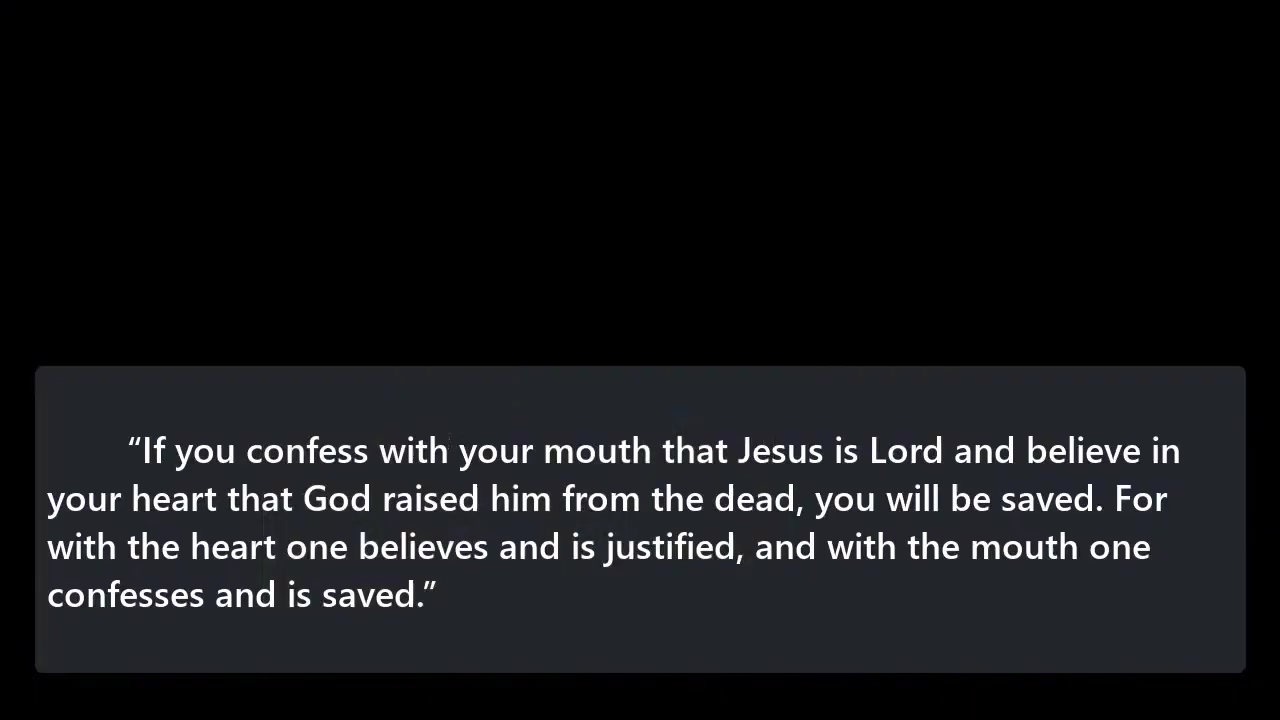 “If you confess with your mouth that Jesus is Lord and believe in
your heart that God raised him from the dead, you will be saved. For
with the heart one believes and is justified, and with the mouth one
confesses and is saved.”